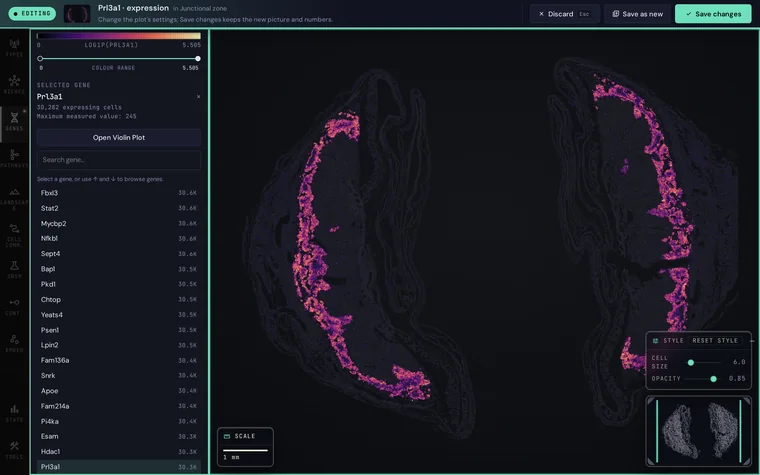 EDITING
Prl3a1 · expression in Junctional zone
Change the plot's settings; Save changes keeps the new picture and numbers.
× Discard Esc
Save as new
✓ Save changes
0 LOG1P(PRL3A1) 5.505
0 COLOUR RANGE 5.505
SELECTED GENE
Prl3a1 ×
30,282 expressing cells
Maximum measured value: 245
Open Violin Plot
Search gene...
Select a gene, or use ↑ and ↓ to browse genes.
Fbxl3 30.6K
Stat2 30.6K
Mycbp2 30.6K
Nfkb1 30.6K
Sept4 30.6K
Bap1 30.5K
Pkd1 30.5K
Chtop 30.5K
Yeats4 30.5K
Psen1 30.5K
Lpin2 30.5K
Fam136a 30.4K
Snrk 30.4K
Apoe 30.4K
Fam214a 30.4K
Pi4ka 30.4K
Esam 30.3K
Hdac1 30.3K
Prl3a1 30.3K
TYPES
NICHES
GENES
PATHWAYS
LANDSCAPE
CELL
COMM.
STATS
TOOLS
SCALE
1 mm
STYLE RESET STYLE –
CELL SIZE 6.0
OPACITY 0.85